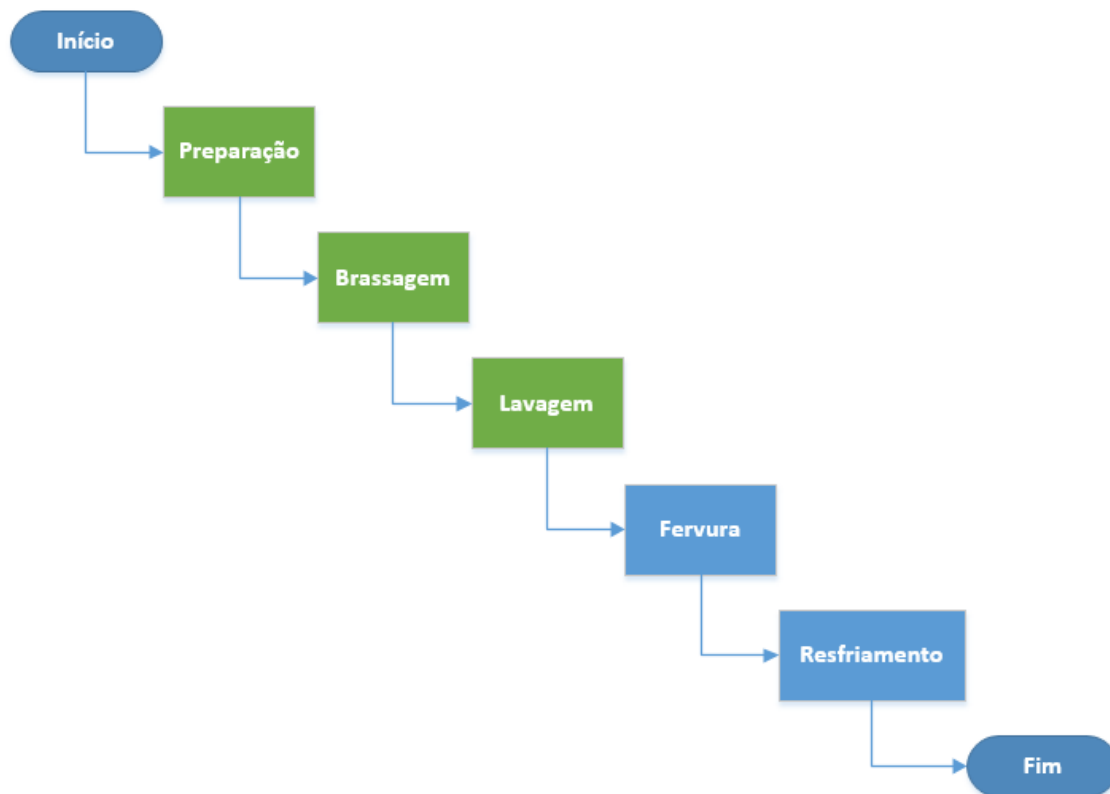 Início
Preparação
Brassagem
Lavagem
Fervura
Resfriamento
Fim